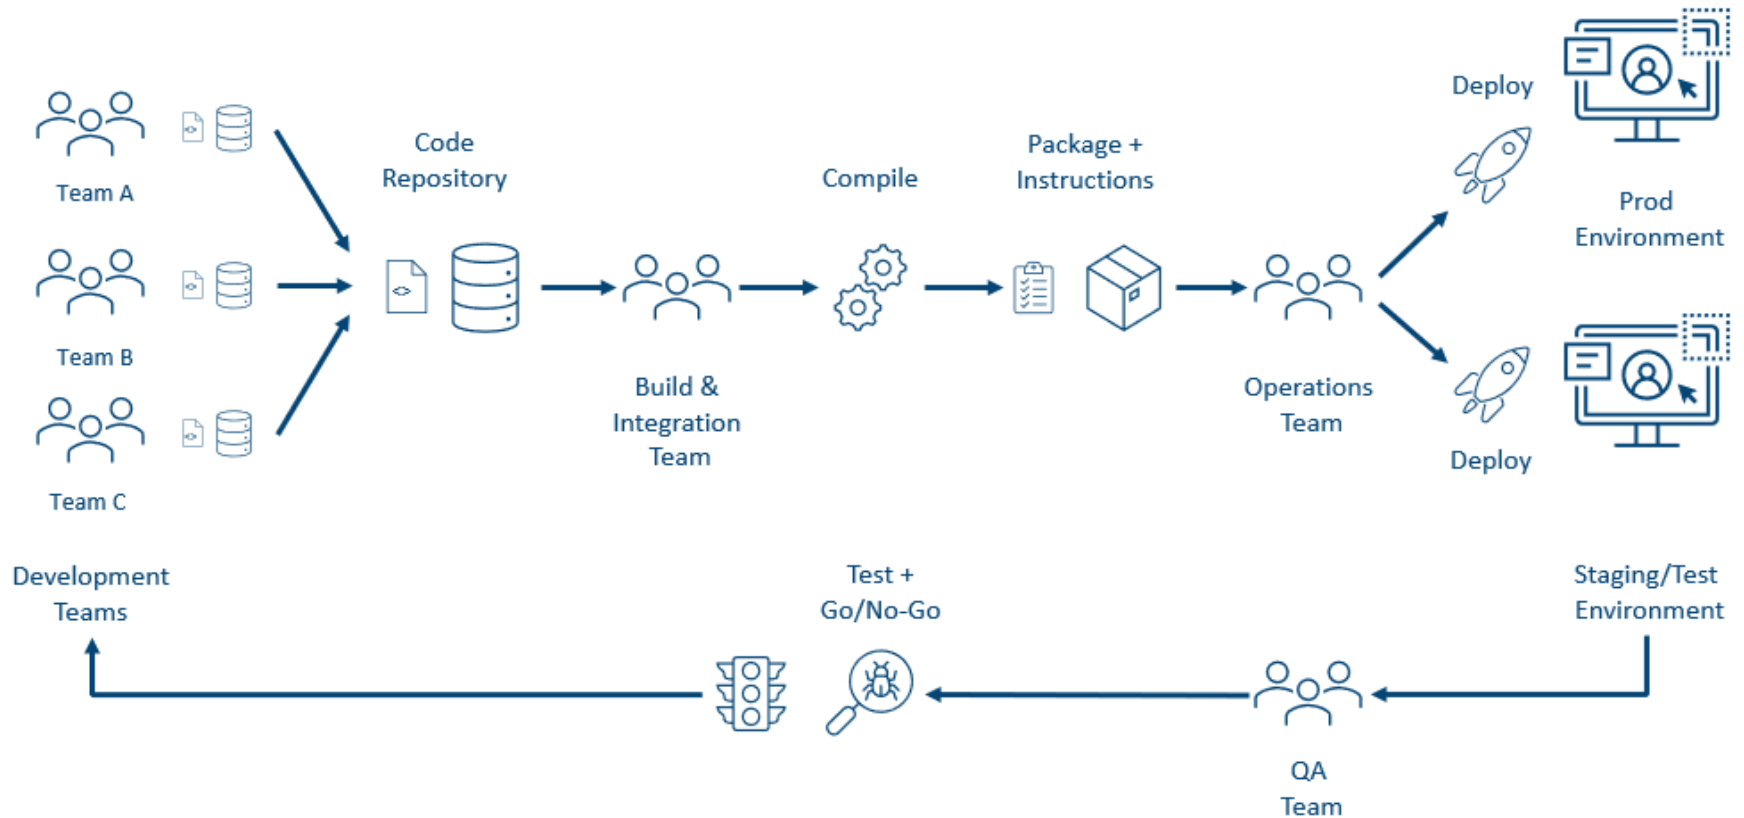 Team A
Team B
Team C
Development
Teams
Code
Repository
Build &
Integration
Team
Compile
Package +
Instructions
Operations
Team
Deploy
Prod
Environment
Deploy
Staging/Test
Environment
QA
Team
Test +
Go/No-Go